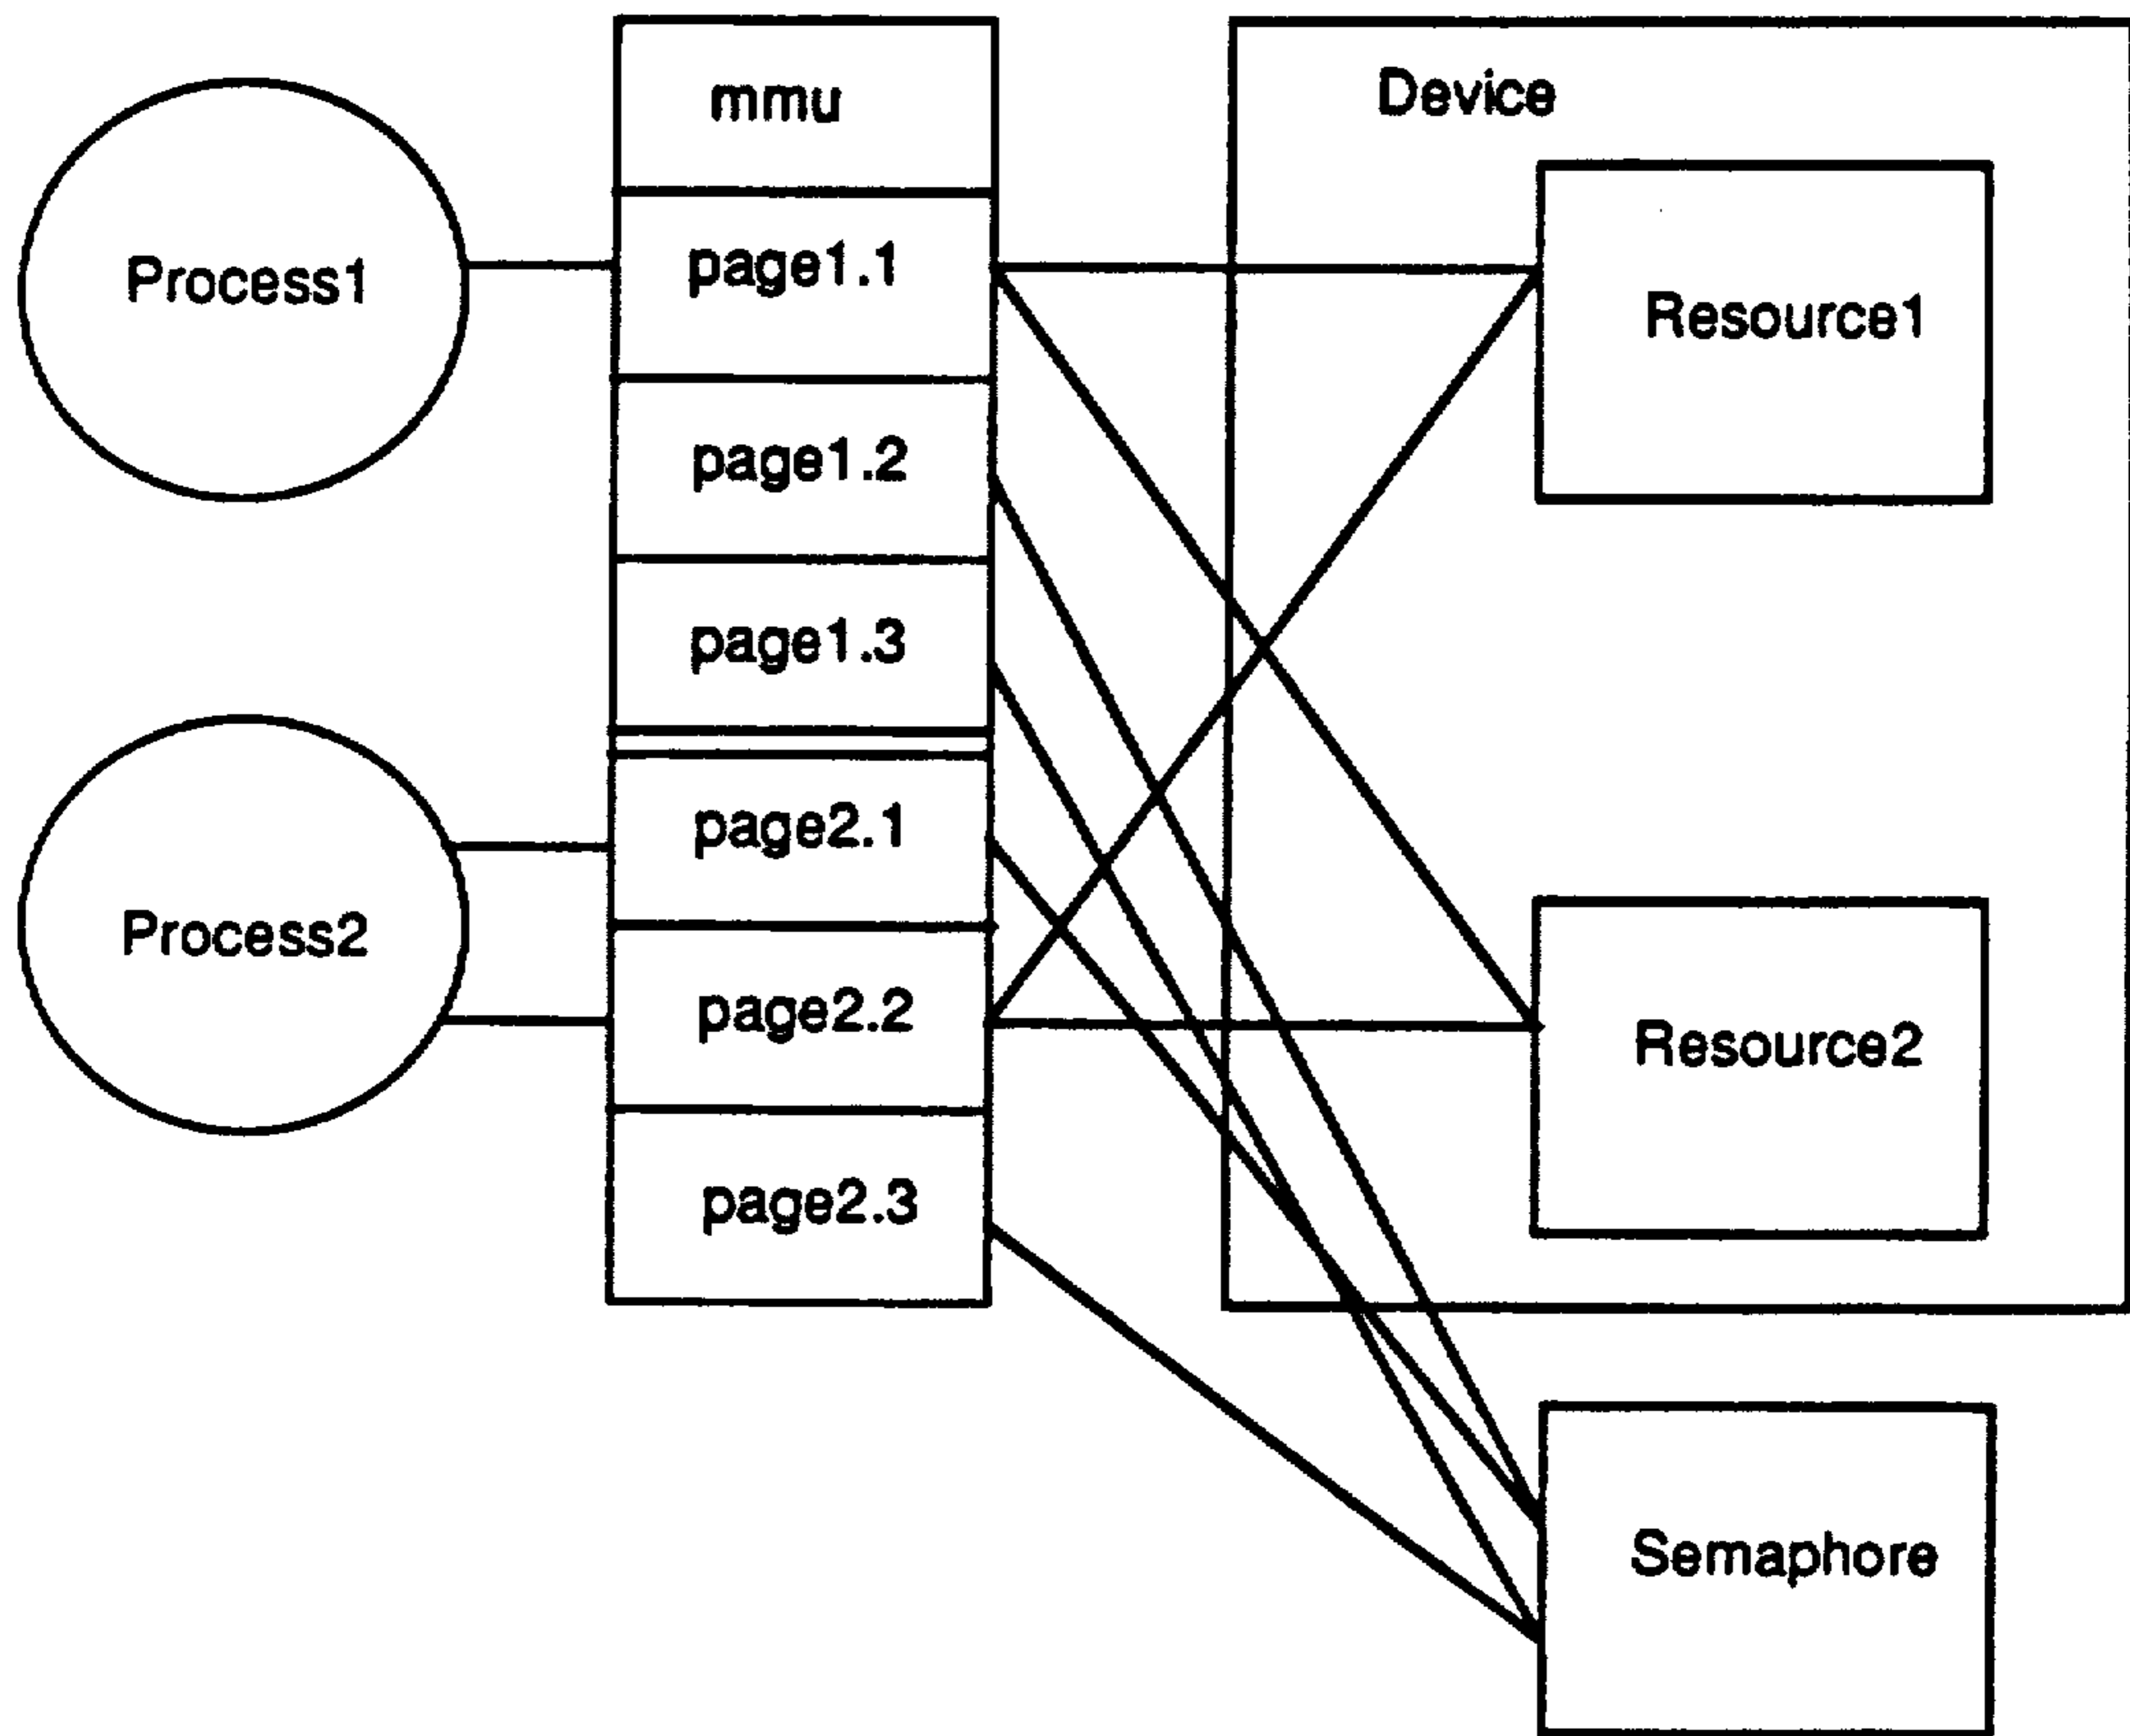 mmu
Device
Process1
page1.1
Resource1
page1.2
page1.3
page2.1
Process2
page2.2
Resource2
page2.3
Semaphore